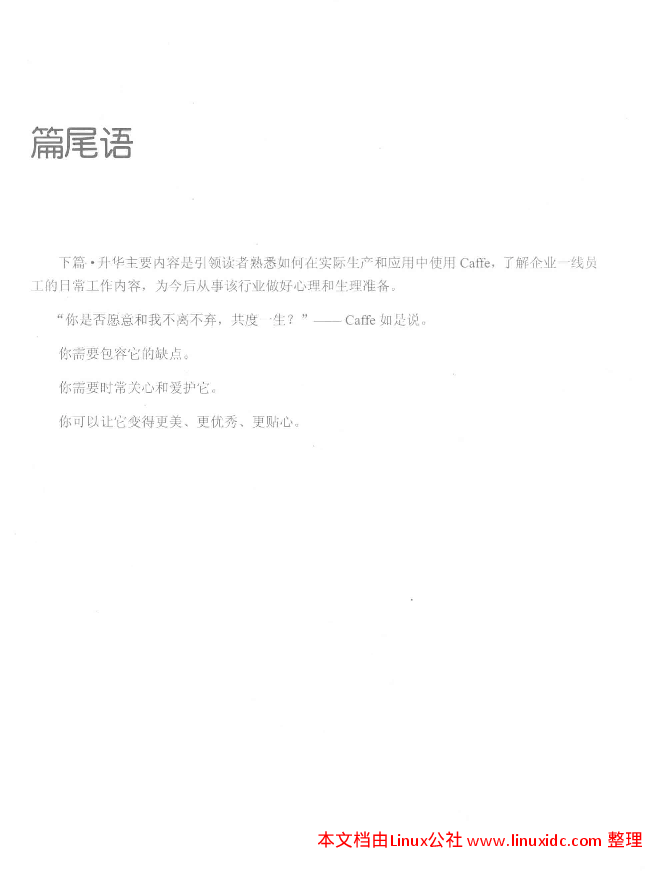 篇尾语
下篇·升华主要内容是引领读者熟悉如何在实际生产和应用中使用 Caffe，了解企业一线员
工的日常工作内容，为今后从事该行业做好心理和生理准备。
“你是否愿意和我不离不弃，共度一生？”—— Caffe 如是说。
你需要包容它的缺点。
你需要时常关心和爱护它。
你可以让它变得更美、更优秀、更贴心。
本文档由Linux公社 www.linuxidc.com 整理